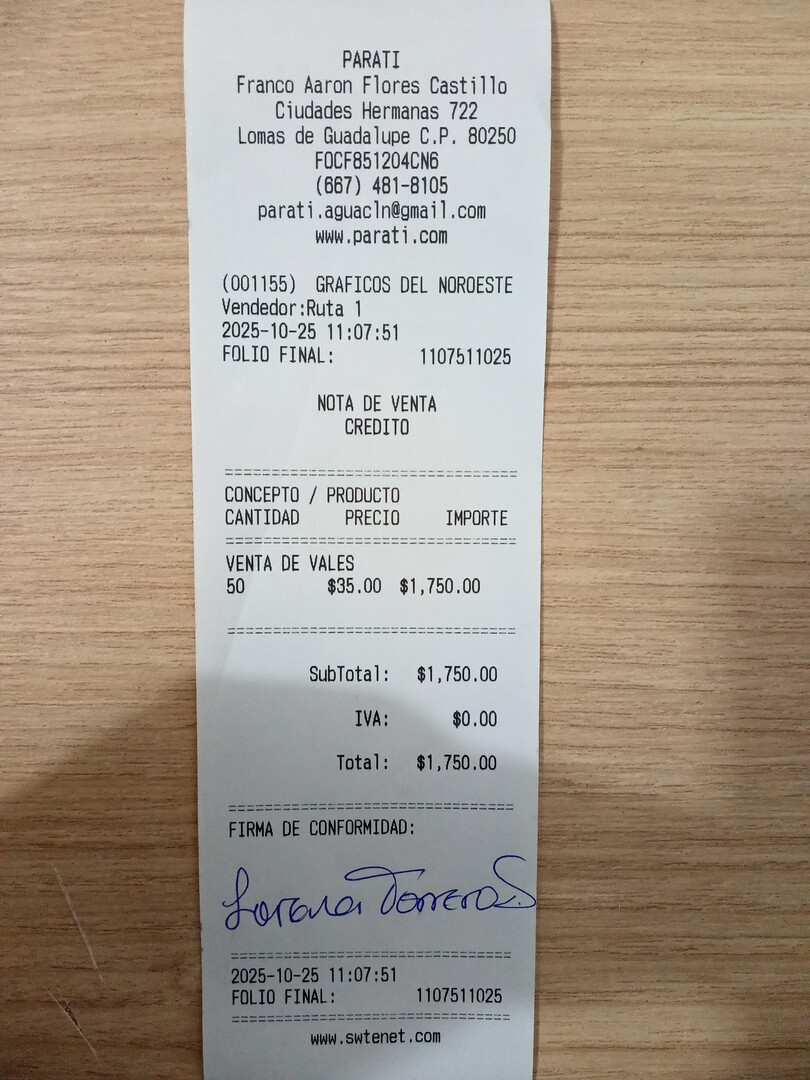 PARATI
Franco Aaron Flores Castillo
Ciudades Hermanas 722
Lomas de Guadalupe C.P. 80250
FOCF851204CN6
(667) 481-8105
parati.aguacln@gmail.com
www.parati.com
(001155) GRAFICOS DEL NOROESTE
Vendedor:Ruta 1
2025-10-25 11:07:51
FOLIO FINAL: 1107511025
NOTA DE VENTA
CREDITO
================================
CONCEPTO / PRODUCTO
CANTIDAD PRECIO IMPORTE
================================
VENTA DE VALES
50 $35.00 $1,750.00
================================
SubTotal: $1,750.00
IVA: $0.00
Total: $1,750.00
================================
FIRMA DE CONFORMIDAD:
================================
2025-10-25 11:07:51
FOLIO FINAL: 1107511025
================================
www.swtenet.com